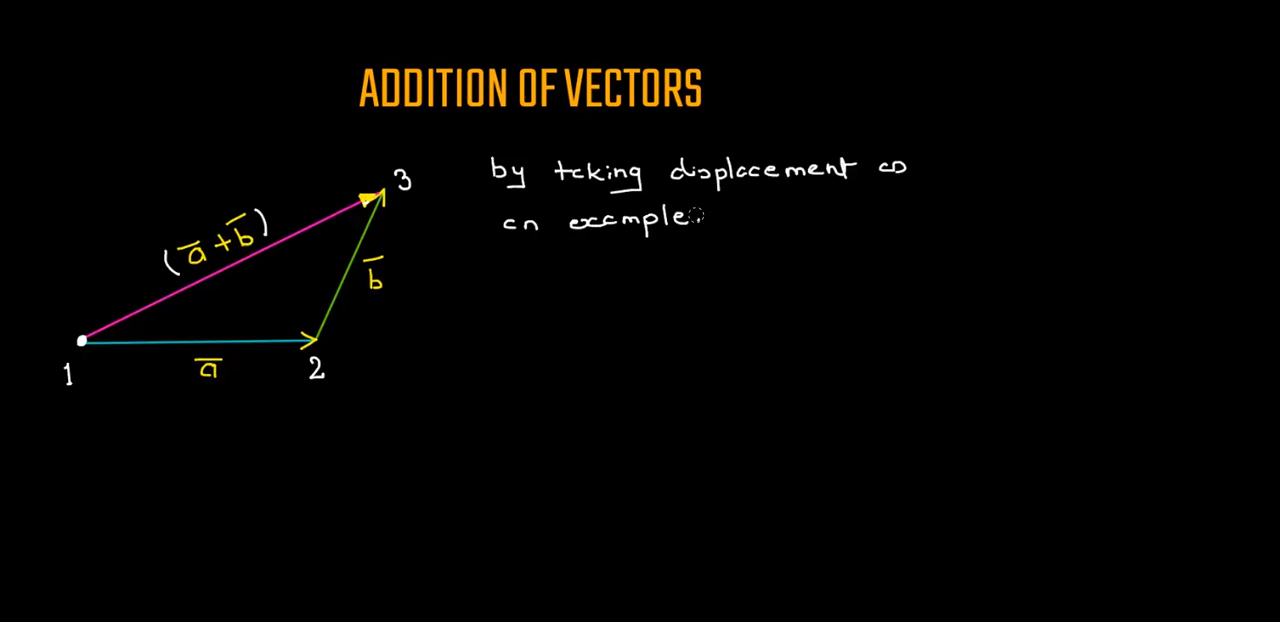 ADDITION OF VECTORS
by taking displacement as
an example.
3
(a̅ + b̅)
b̅
1
a̅
2